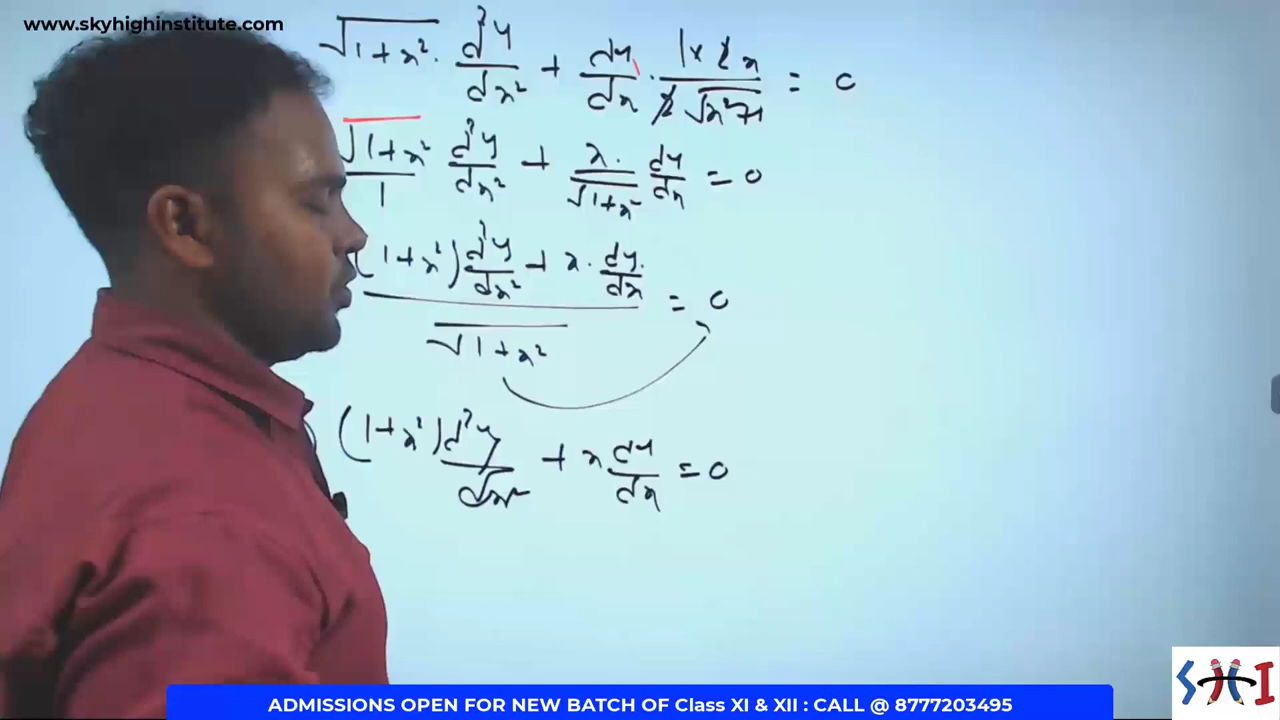 www.skyhighinstitute.com
√(1+x²) · d²y/dx² + dy/dx · (1×2x)/(2√(x²+1)) = 0
√(1+x²)/1 d²y/dx² + x·/√(1+x²) dy/dx = 0
((1+x²) d²y/dx² + x · dy/dx)/√(1+x²) = 0
(1+x²) d²y/dx² + x dy/dx = 0
SHI
ADMISSIONS OPEN FOR NEW BATCH OF Class XI & XII : CALL @ 8777203495